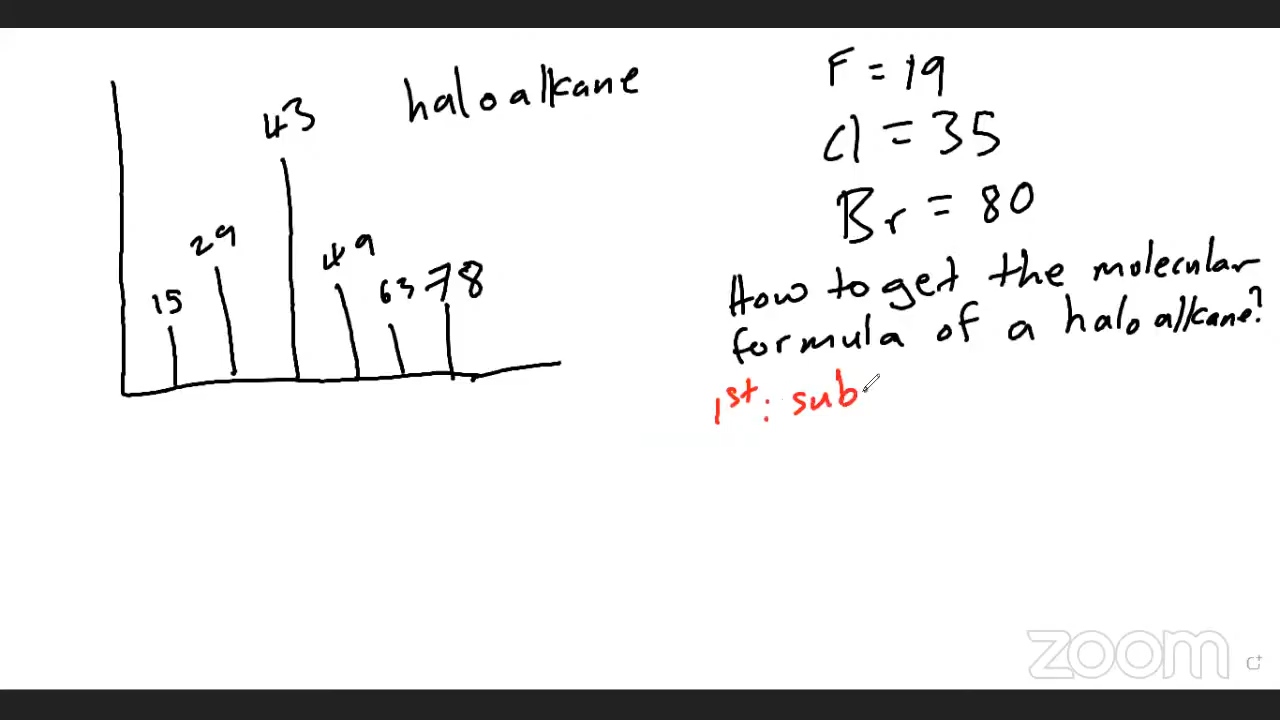 haloalkane
43
29
49
15
63
78
F = 19
Cl = 35
Br = 80
How to get the molecular
formula of a haloalkane?
1st: sub
zoom